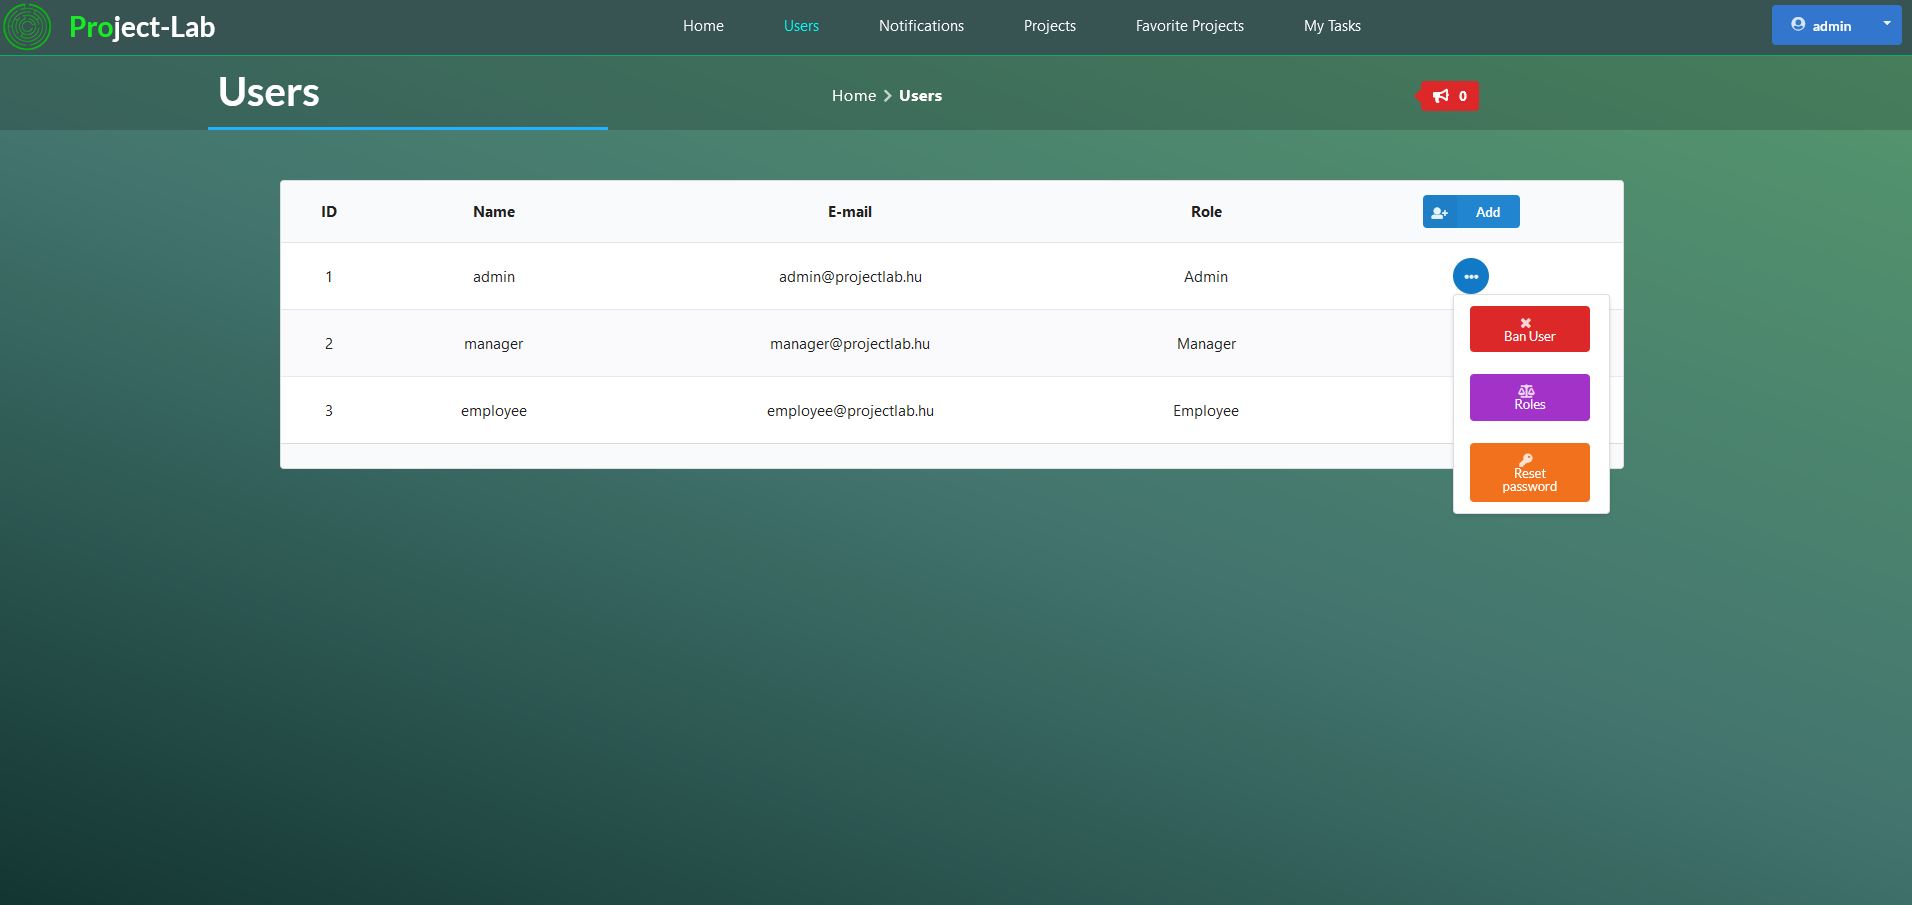 Project-Lab
Home Users Notifications Projects Favorite Projects My Tasks
admin
Users
Home Users
0
ID Name E-mail Role Add
1 admin admin@projectlab.hu Admin
2 manager manager@projectlab.hu Manager
3 employee employee@projectlab.hu Employee
Ban User
Roles
Reset
password